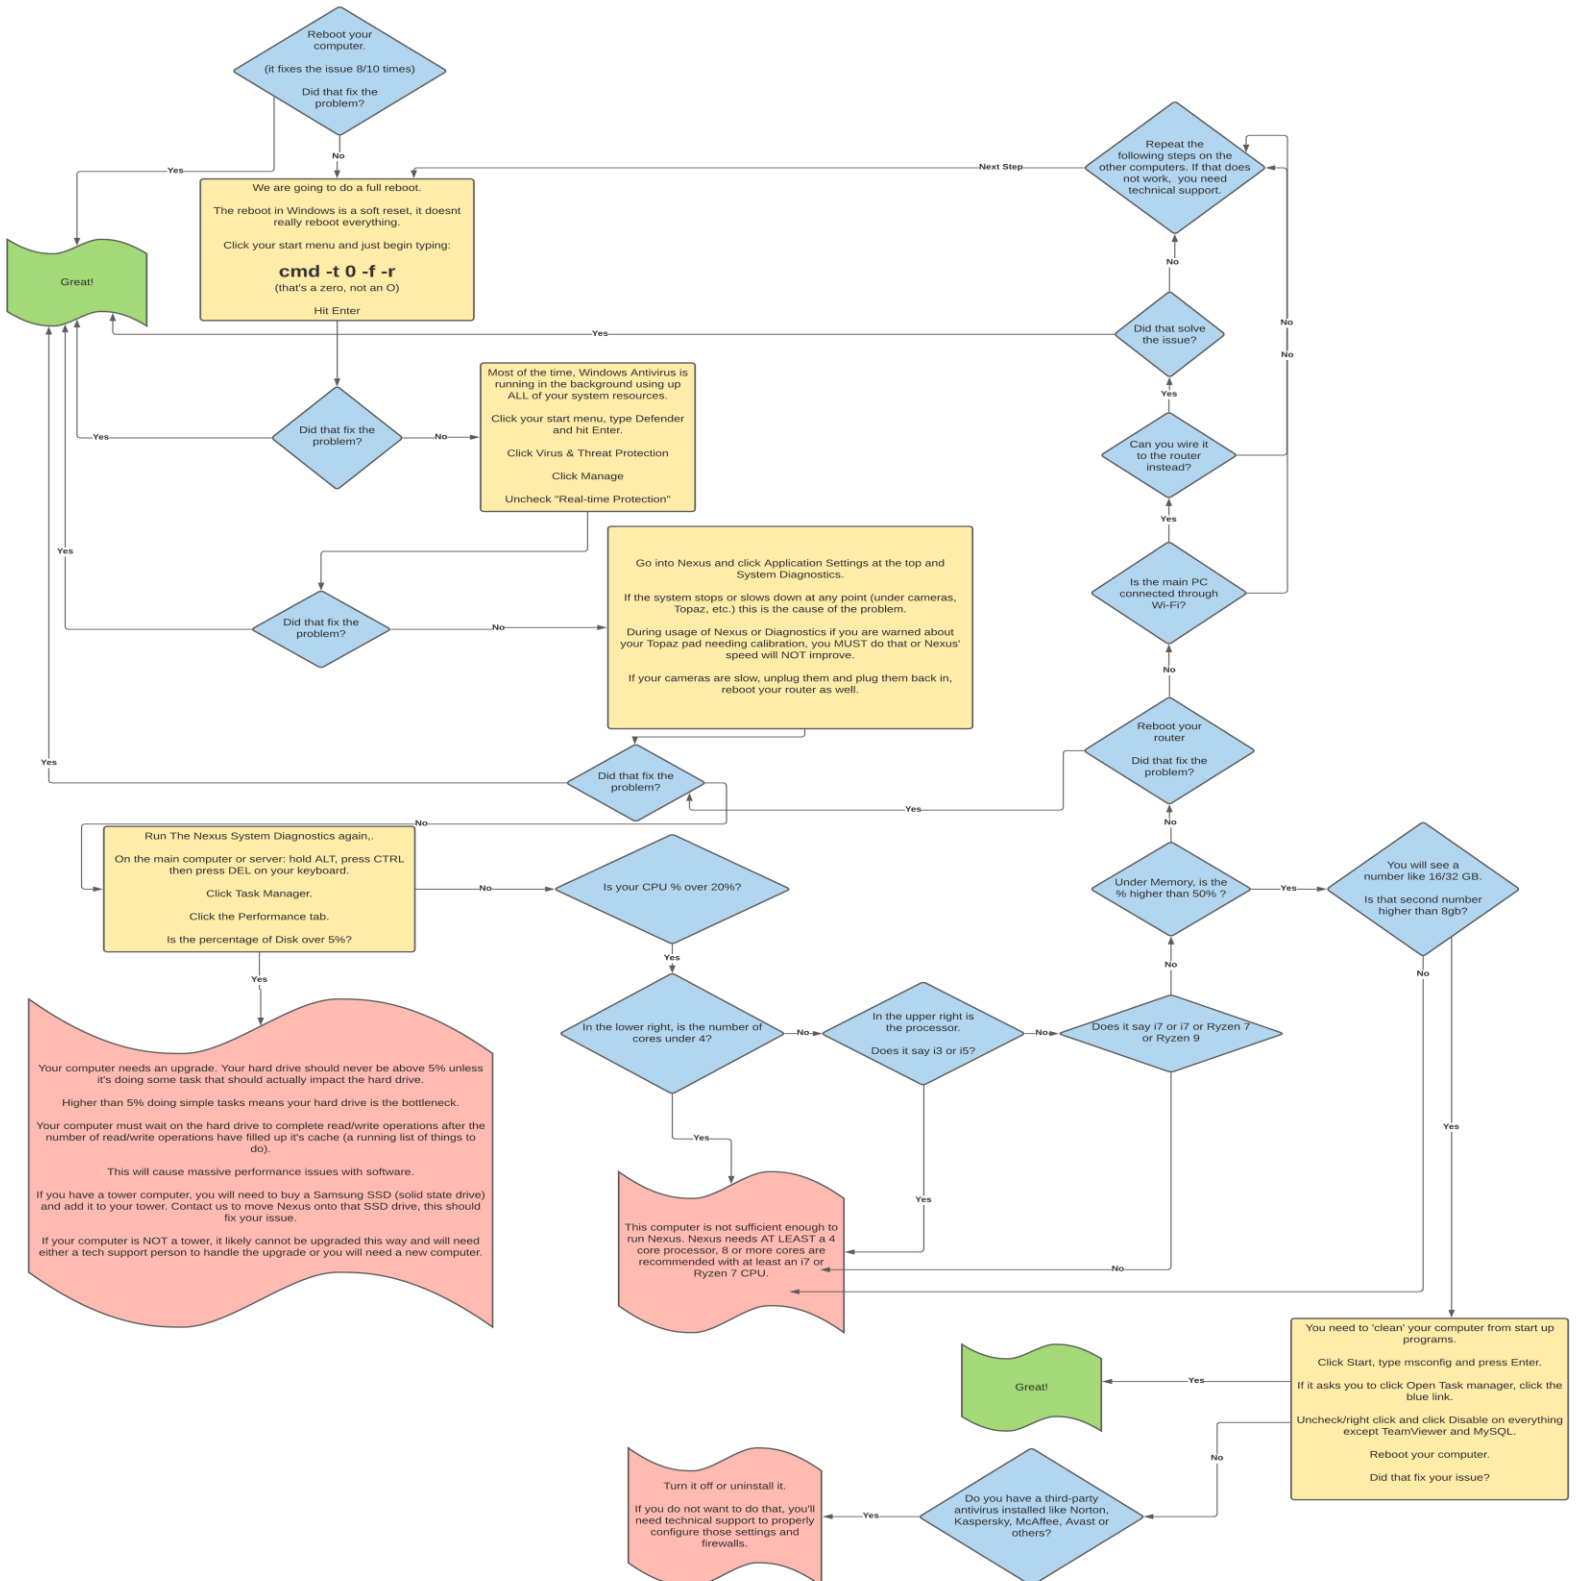 Reboot your
computer.
(it fixes the issue 8/10 times)
Did that fix the
problem?
Yes
No
We are going to do a full reboot.
The reboot in Windows is a soft reset, it doesnt
really reboot everything.
Click your start menu and just begin typing:
cmd -t 0 -f -r
(that's a zero, not an O)
Hit Enter
Great!
Next Step
Repeat the
following steps on the
other computers. If that does
not work, you need
technical support.
No
Did that solve
the issue?
Yes
No
No
Yes
Can you wire it
to the router
instead?
Yes
Is the main PC
connected through
Wi-Fi?
No
Did that fix the
problem?
Yes
No
Most of the time, Windows Antivirus is
running in the background using up
ALL of your system resources.
Click your start menu, type Defender
and hit Enter.
Click Virus & Threat Protection
Click Manage
Uncheck "Real-time Protection"
Yes
Did that fix the
problem?
No
Go into Nexus and click Application Settings at the top and
System Diagnostics.
If the system stops or slows down at any point (under cameras,
Topaz, etc.) this is the cause of the problem.
During usage of Nexus or Diagnostics if you are warned about
your Topaz pad needing calibration, you MUST do that or Nexus'
speed will NOT improve.
If your cameras are slow, unplug them and plug them back in,
reboot your router as well.
Reboot your
router
Did that fix the
problem?
Yes
No
Yes
Did that fix the
problem?
No
Run The Nexus System Diagnostics again,.
On the main computer or server: hold ALT, press CTRL
then press DEL on your keyboard.
Click Task Manager.
Click the Performance tab.
Is the percentage of Disk over 5%?
No
Is your CPU % over 20%?
Under Memory, is the
% higher than 50% ?
Yes
You will see a
number like 16/32 GB.
Is that second number
higher than 8gb?
Yes
Yes
No
No
In the lower right, is the number of
cores under 4?
No
In the upper right is
the processor.
Does it say i3 or i5?
No
Does it say i7 or i7 or Ryzen 7
or Ryzen 9
Your computer needs an upgrade. Your hard drive should never be above 5% unless
it's doing some task that should actually impact the hard drive.
Higher than 5% doing simple tasks means your hard drive is the bottleneck.
Your computer must wait on the hard drive to complete read/write operations after the
number of read/write operations have filled up it's cache (a running list of things to
do).
This will cause massive performance issues with software.
If you have a tower computer, you will need to buy a Samsung SSD (solid state drive)
and add it to your tower. Contact us to move Nexus onto that SSD drive, this should
fix your issue.
If your computer is NOT a tower, it likely cannot be upgraded this way and will need
either a tech support person to handle the upgrade or you will need a new computer.
Yes
Yes
Yes
No
This computer is not sufficient enough to
run Nexus. Nexus needs AT LEAST a 4
core processor, 8 or more cores are
recommended with at least an i7 or
Ryzen 7 CPU.
You need to 'clean' your computer from start up
programs.
Click Start, type msconfig and press Enter.
If it asks you to click Open Task manager, click the
blue link.
Uncheck/right click and click Disable on everything
except TeamViewer and MySQL.
Reboot your computer.
Did that fix your issue?
Yes
Great!
No
Do you have a third-party
antivirus installed like Norton,
Kaspersky, McAffee, Avast or
others?
Yes
Turn it off or uninstall it.
If you do not want to do that, you'll
need technical support to properly
configure those settings and
firewalls.